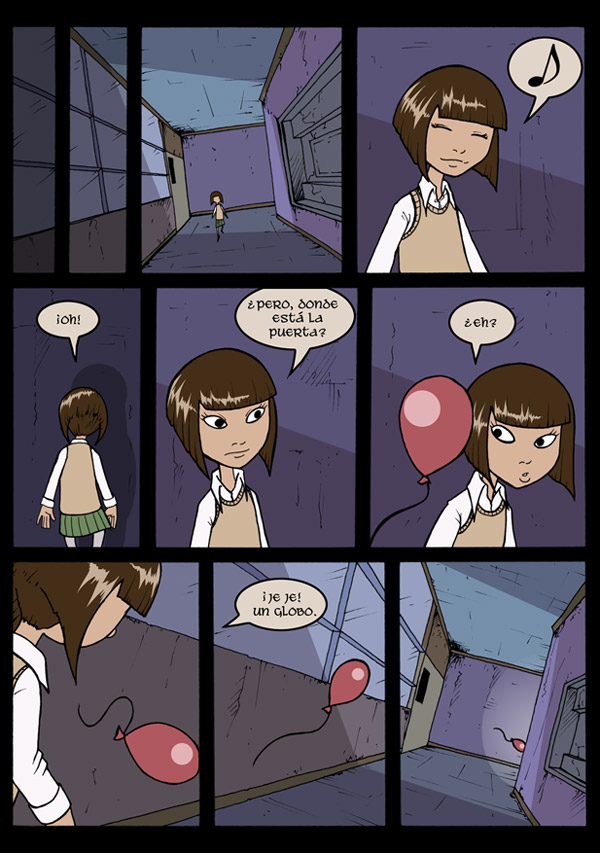 ¡OH!
¿PERO, DONDE
ESTÁ LA
PUERTA?
¿EH?
¡JE JE!
UN GLOBO.